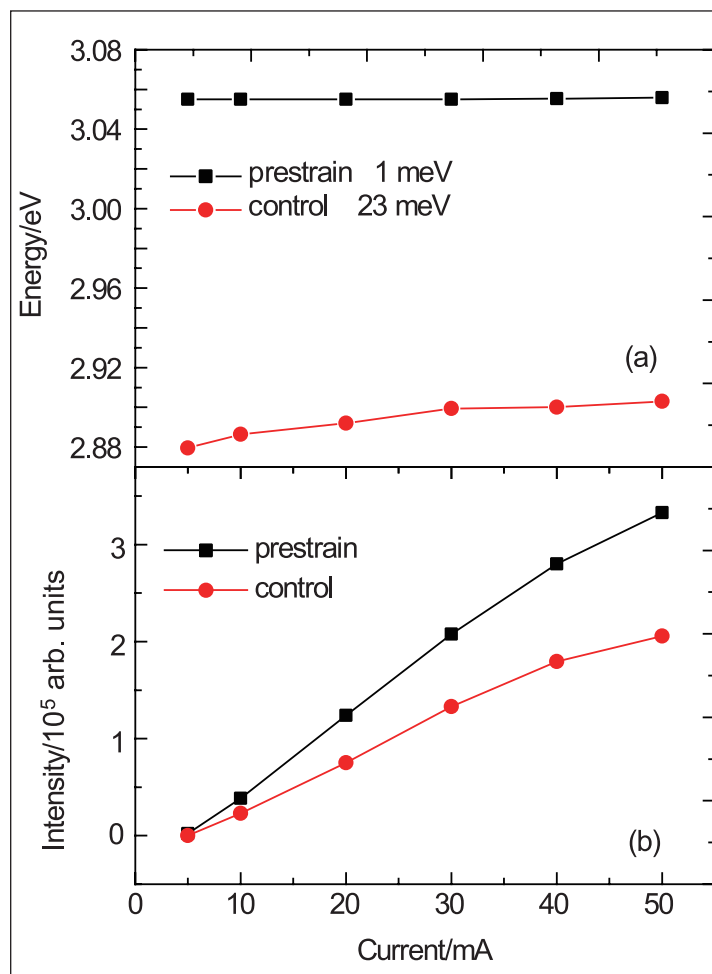 3.08
3.04
3.00
2.96
2.92
2.88
Energy/eV
prestrain 1 meV
control 23 meV
(a)
3
2
1
0
Intensity/10⁵ arb. units
prestrain
control
(b)
0 10 20 30 40 50
Current/mA